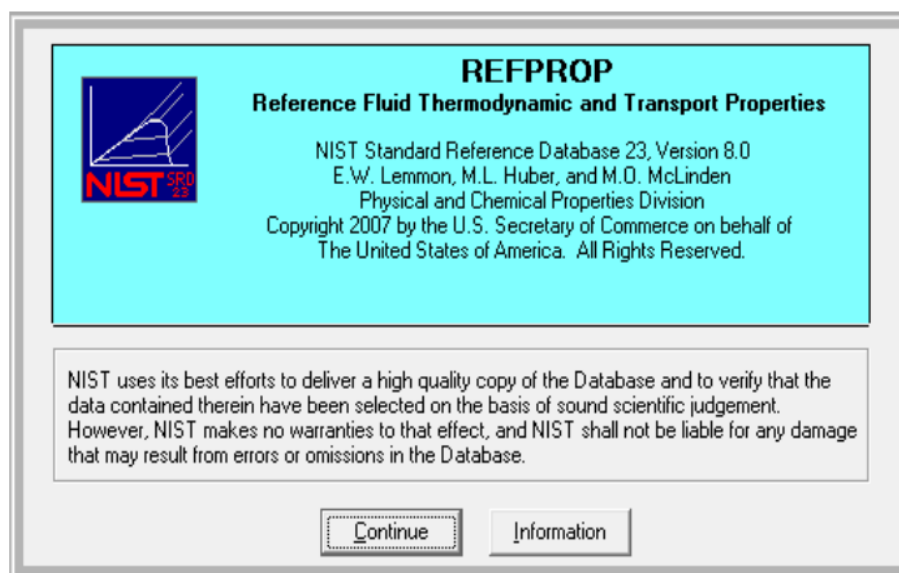 REFPROP
Reference Fluid Thermodynamic and Transport Properties
NIST Standard Reference Database 23, Version 8.0
E.W. Lemmon, M.L. Huber, and M.O. McLinden
Physical and Chemical Properties Division
Copyright 2007 by the U.S. Secretary of Commerce on behalf of
The United States of America. All Rights Reserved.
NIST SRD
23
NIST uses its best efforts to deliver a high quality copy of the Database and to verify that the
data contained therein have been selected on the basis of sound scientific judgement.
However, NIST makes no warranties to that effect, and NIST shall not be liable for any damage
that may result from errors or omissions in the Database.
Continue
Information